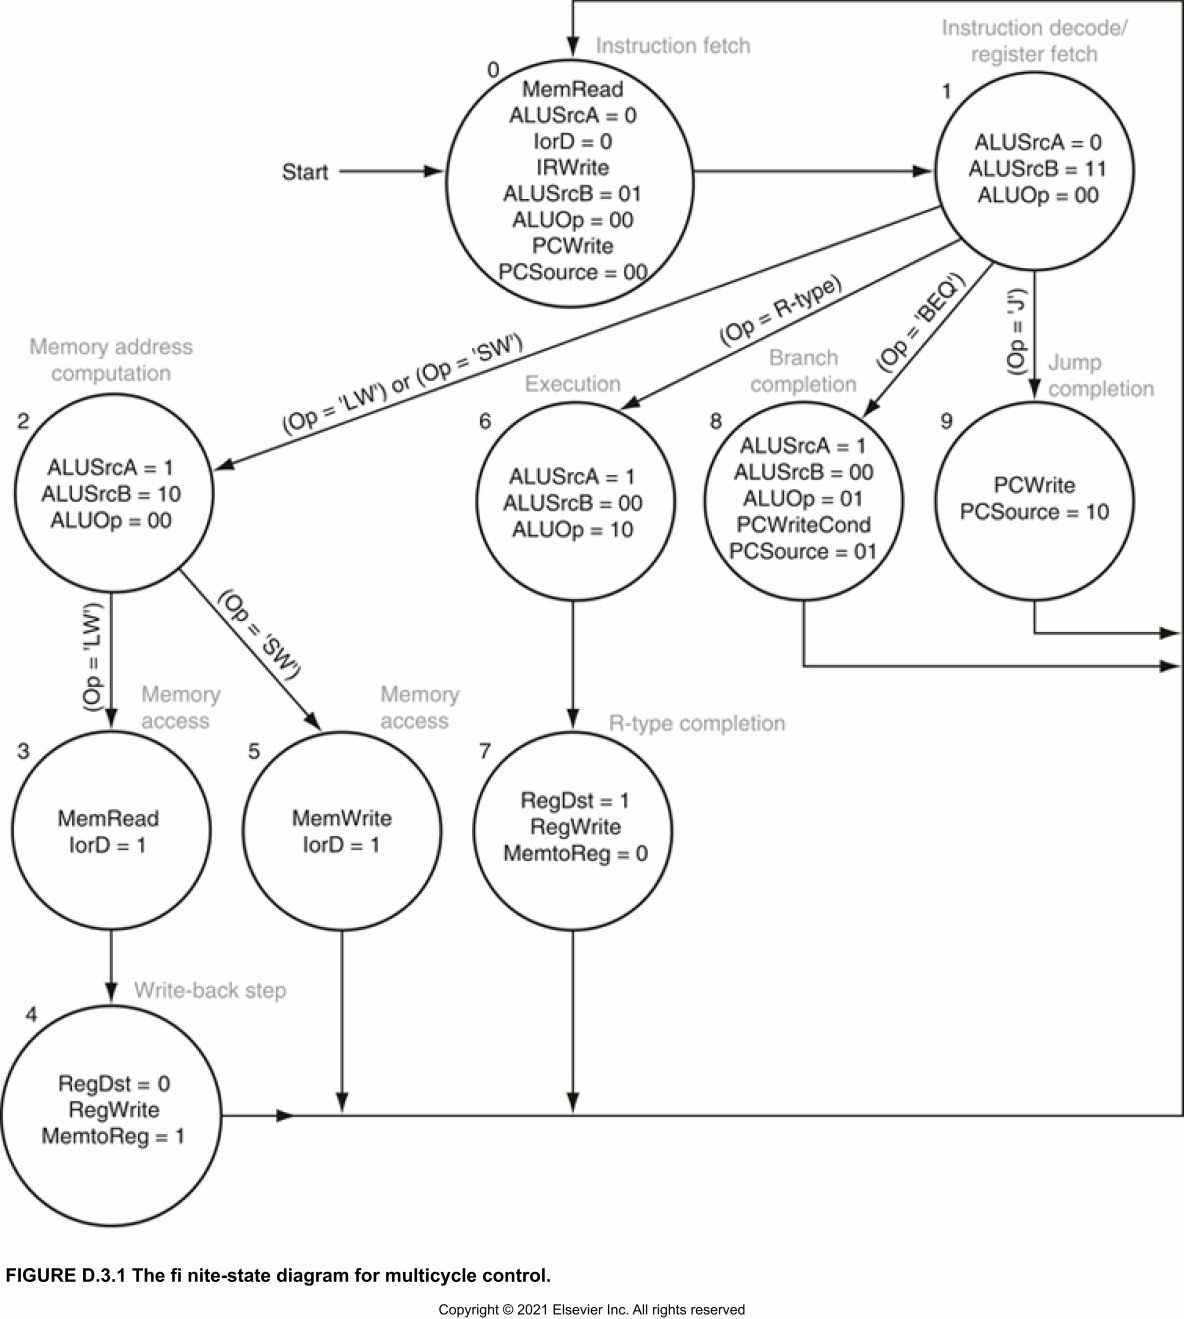 Instruction fetch
0
MemRead
ALUSrcA = 0
IorD = 0
IRWrite
ALUSrcB = 01
ALUOp = 00
PCWrite
PCSource = 00
Start
Instruction decode/
register fetch
1
ALUSrcA = 0
ALUSrcB = 11
ALUOp = 00
(Op = 'LW') or (Op = 'SW')
(Op = R-type)
(Op = 'BEQ')
(Op = 'J')
Memory address
computation
2
ALUSrcA = 1
ALUSrcB = 10
ALUOp = 00
Execution
6
ALUSrcA = 1
ALUSrcB = 00
ALUOp = 10
Branch
completion
8
ALUSrcA = 1
ALUSrcB = 00
ALUOp = 01
PCWriteCond
PCSource = 01
Jump
completion
9
PCWrite
PCSource = 10
(Op = 'LW')
(Op = 'SW')
Memory
access
3
MemRead
IorD = 1
Memory
access
5
MemWrite
IorD = 1
R-type completion
7
RegDst = 1
RegWrite
MemtoReg = 0
Write-back step
4
RegDst = 0
RegWrite
MemtoReg = 1
FIGURE D.3.1 The fi nite-state diagram for multicycle control.
Copyright © 2021 Elsevier Inc. All rights reserved